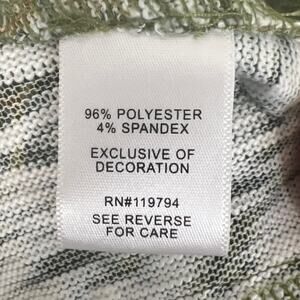 96% POLYESTER
4% SPANDEX
EXCLUSIVE OF
DECORATION
RN#119794
SEE REVERSE
FOR CARE